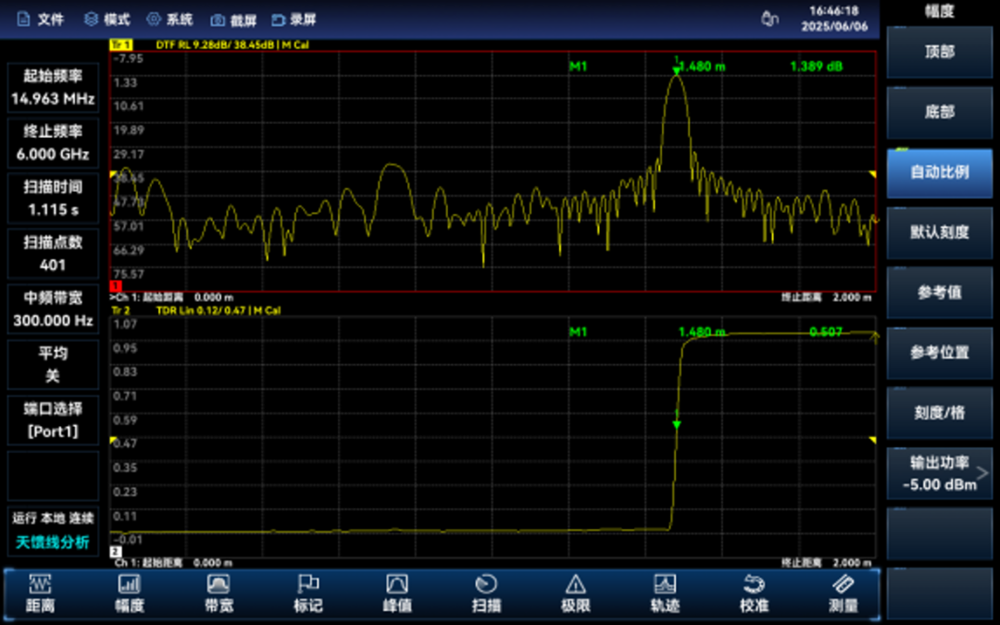 文件 模式 系统 截屏 录屏
16:46:18
2025/06/06
幅度
起始频率
14.963 MHz
终止频率
6.000 GHz
扫描时间
1.115 s
扫描点数
401
中频带宽
300.000 Hz
平均
关
端口选择
[Port1]
运行 本地 连续
天馈线分析
Tr 1 DTF RL 9.28dB/ 38.45dB | M Cal
-7.95
M1 1 1.480 m 1.389 dB
1.33
10.61
19.89
29.17
38.45
47.73
57.01
66.29
75.57
1
>Ch 1: 起始距离 0.000 m 终止距离 2.000 m
Tr 2 TDR Lin 0.12/ 0.47 | M Cal
1.07
M1 1.480 m 0.507
0.95
0.83
0.71
0.59
1
0.47
0.35
0.23
0.11
-0.01
2
Ch 1: 起始距离 0.000 m 终止距离 2.000 m
顶部
底部
自动比例
默认刻度
参考值
参考位置
刻度/格
输出功率
-5.00 dBm
距离 幅度 带宽 标记 峰值 扫描 极限 轨迹 校准 测量